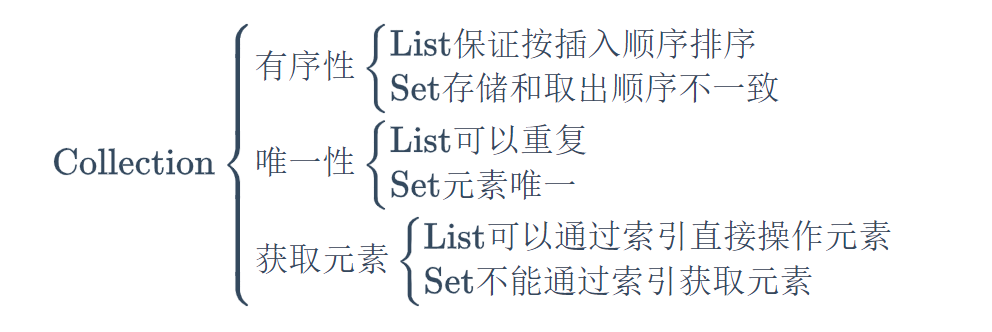 Collection
有序性
List保证按插入顺序排序
Set存储和取出顺序不一致
唯一性
List可以重复
Set元素唯一
获取元素
List可以通过索引直接操作元素
Set不能通过索引获取元素